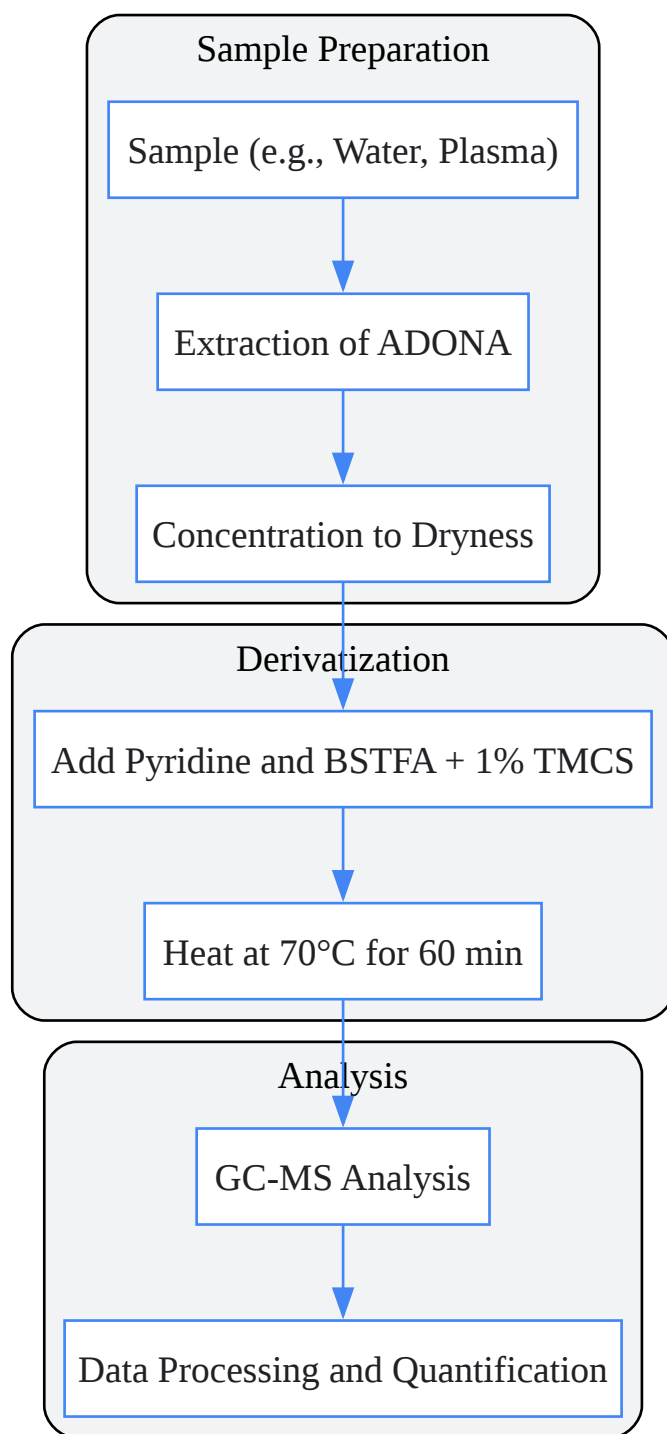 Sample Preparation
Sample (e.g., Water, Plasma)
Extraction of ADONA
Concentration to Dryness
Derivatization
Add Pyridine and BSTFA + 1% TMCS
Heat at 70°C for 60 min
Analysis
GC-MS Analysis
Data Processing and Quantification